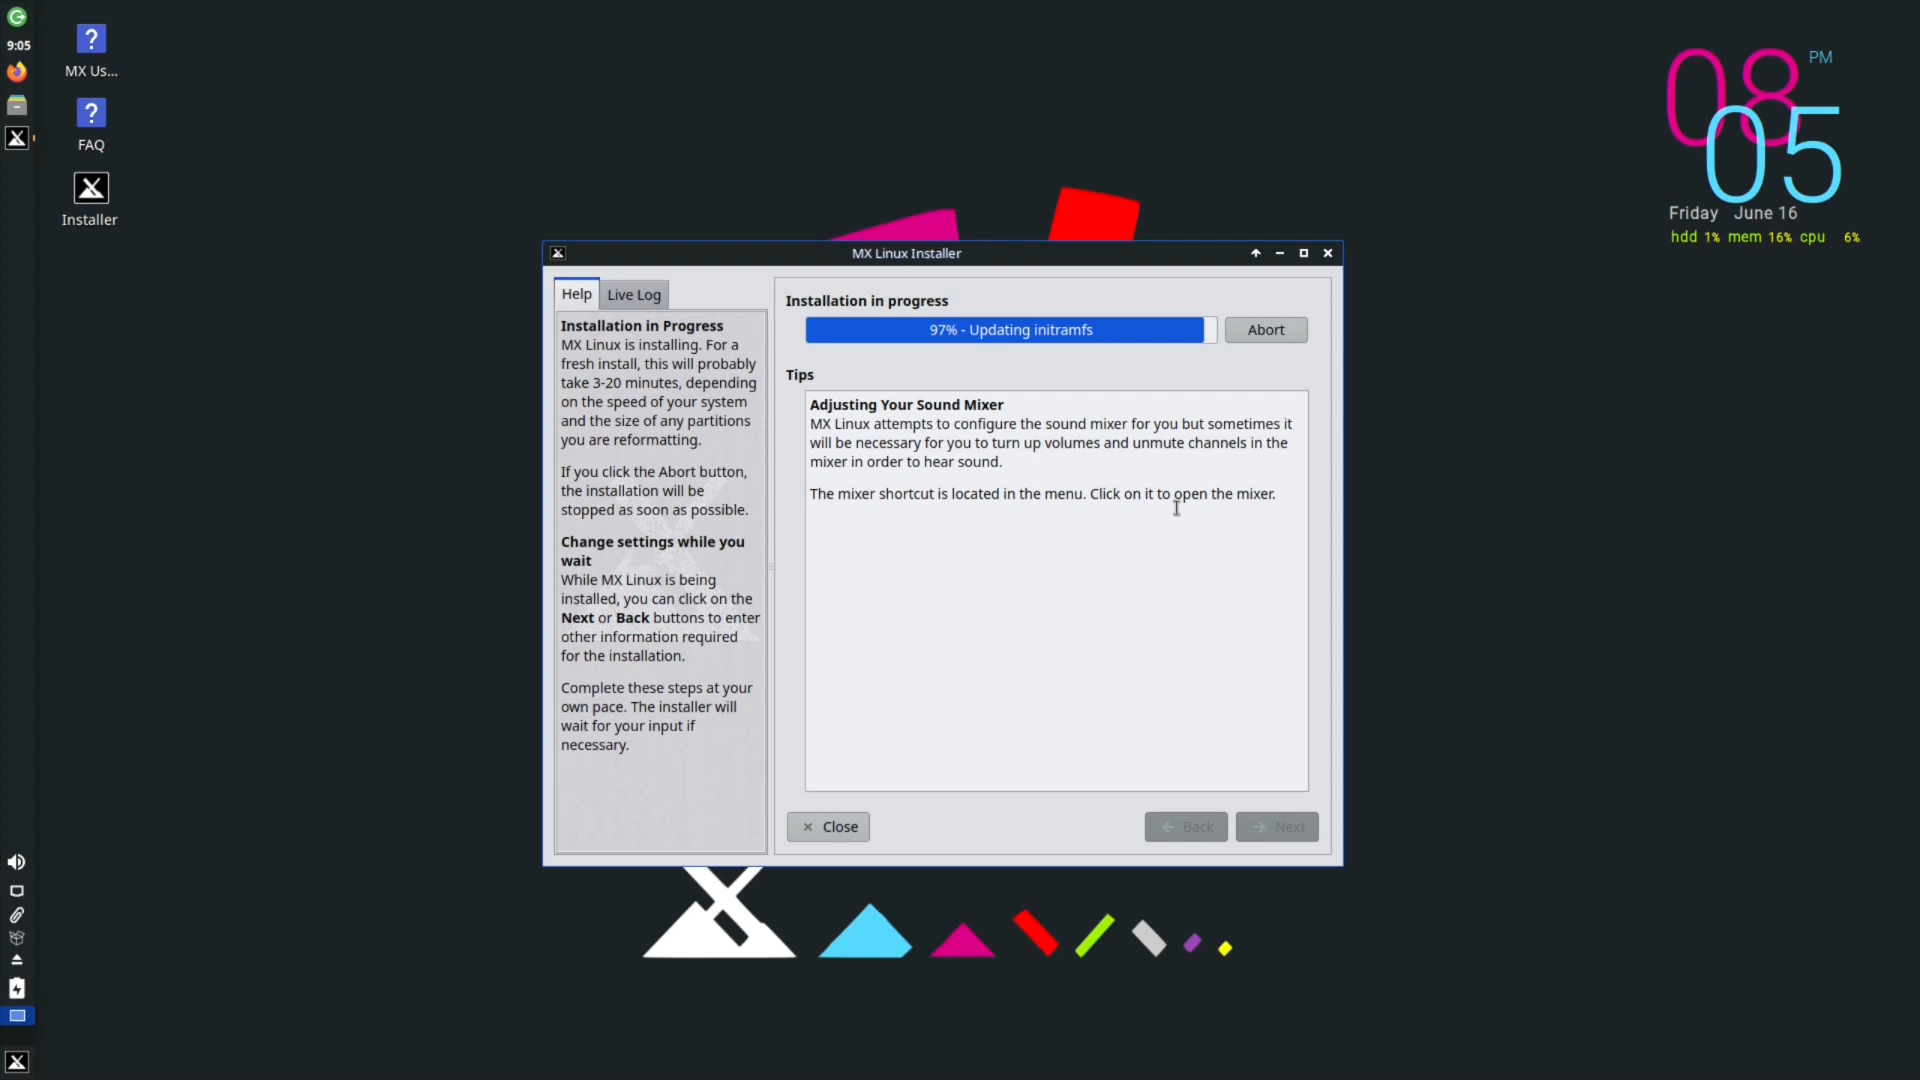 9:05
MX Us...
FAQ
Installer
08 PM
05
Friday June 16
hdd 1% mem 16% cpu 6%
MX Linux Installer
Help
Live Log
Installation in Progress
MX Linux is installing. For a
fresh install, this will probably
take 3-20 minutes, depending
on the speed of your system
and the size of any partitions
you are reformatting.
If you click the Abort button,
the installation will be
stopped as soon as possible.
Change settings while you
wait
While MX Linux is being
installed, you can click on the
Next or Back buttons to enter
other information required
for the installation.
Complete these steps at your
own pace. The installer will
wait for your input if
necessary.
Installation in progress
97% - Updating initramfs
Abort
Tips
Adjusting Your Sound Mixer
MX Linux attempts to configure the sound mixer for you but sometimes it
will be necessary for you to turn up volumes and unmute channels in the
mixer in order to hear sound.
The mixer shortcut is located in the menu. Click on it to open the mixer.
Close
Back
Next